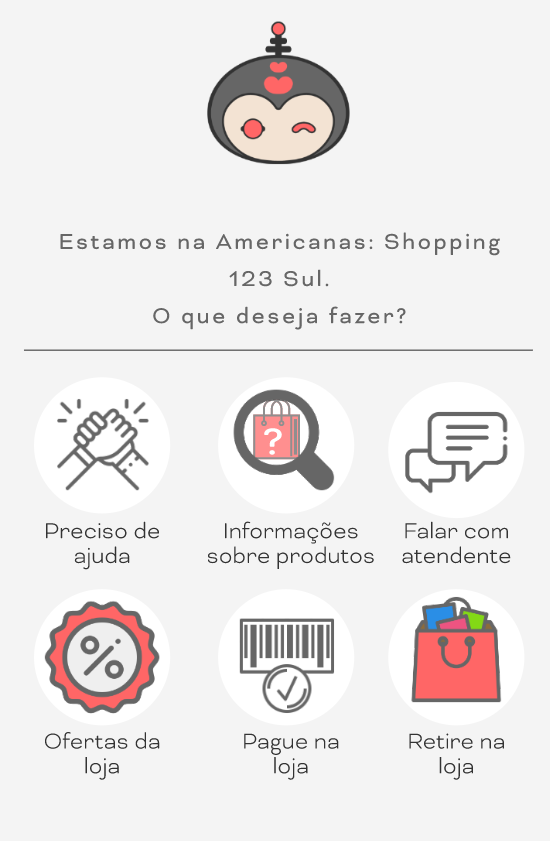 Estamos na Americanas: Shopping
123 Sul.
O que deseja fazer?
?
Preciso de
ajuda
Informações
sobre produtos
Falar com
atendente
%
Ofertas da
loja
Pague na
loja
Retire na
loja